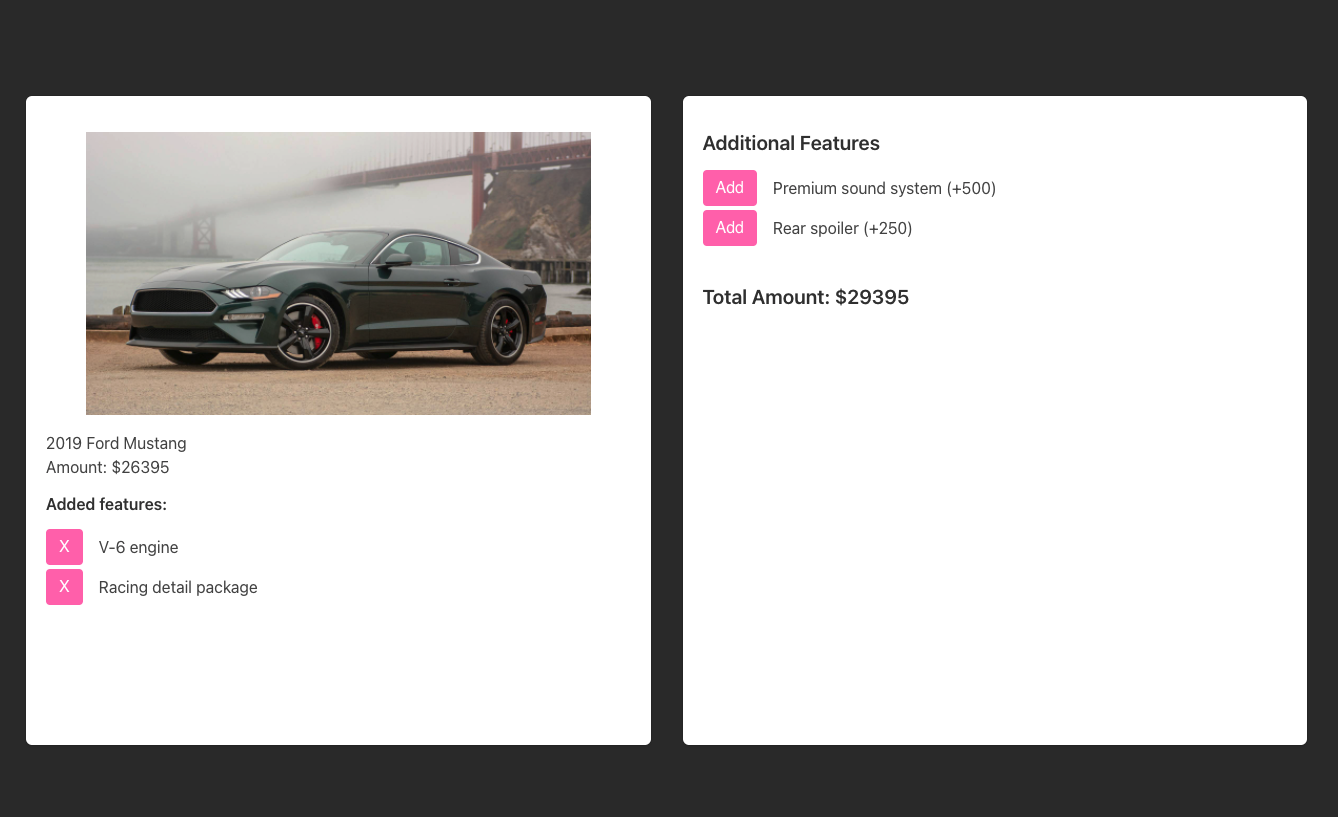 2019 Ford Mustang
Amount: $26395
Added features:
X V-6 engine
X Racing detail package
Additional Features
Add Premium sound system (+500)
Add Rear spoiler (+250)
Total Amount: $29395